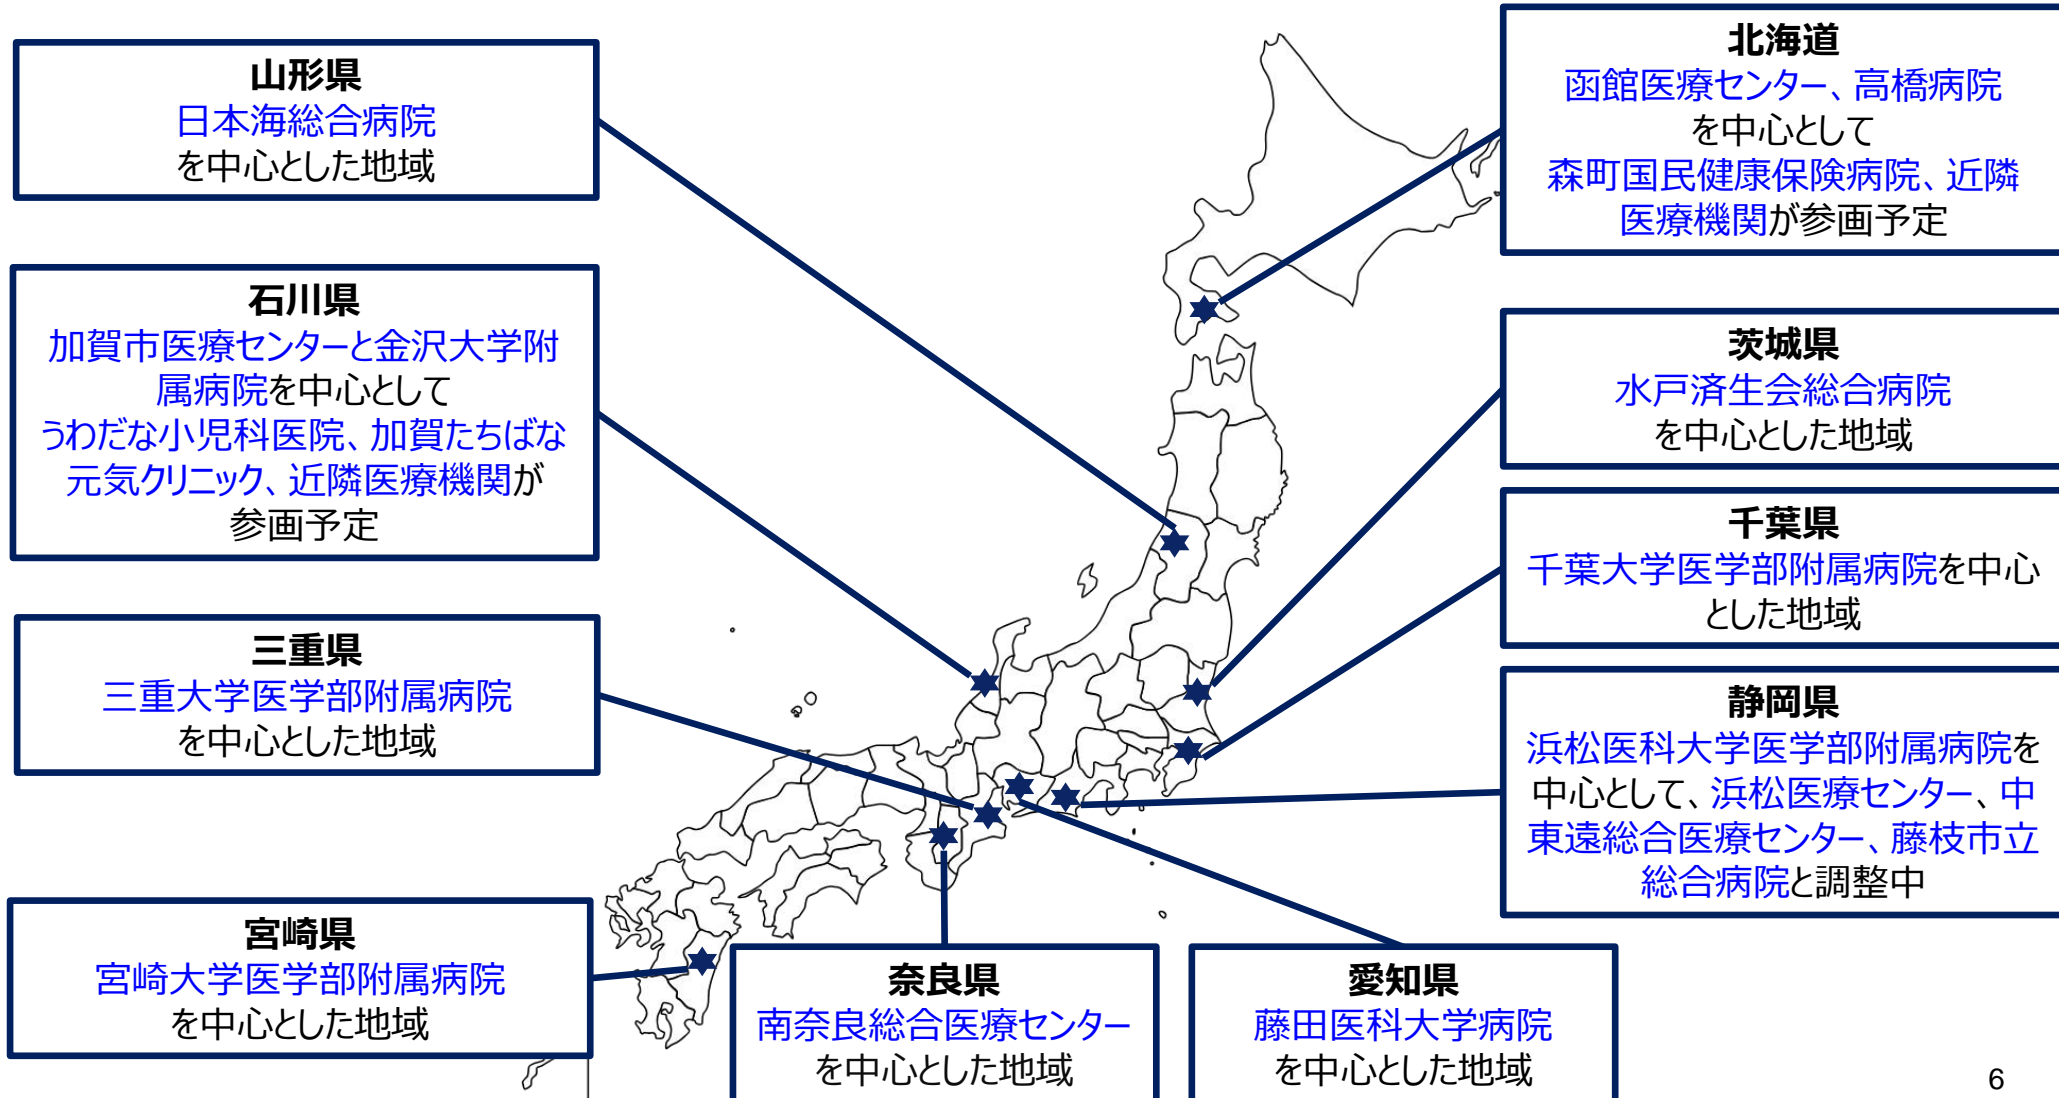 山形県
日本海総合病院
を中心とした地域
石川県
加賀市医療センターと金沢大学附
属病院を中心として
うわだな小児科医院、加賀たちばな
元気クリニック、近隣医療機関が
参画予定
三重県
三重大学医学部附属病院
を中心とした地域
宮崎県
宮崎大学医学部附属病院
を中心とした地域
奈良県
南奈良総合医療センター
を中心とした地域
愛知県
藤田医科大学病院
を中心とした地域
北海道
函館医療センター、高橋病院
を中心として
森町国民健康保険病院、近隣
医療機関が参画予定
茨城県
水戸済生会総合病院
を中心とした地域
千葉県
千葉大学医学部附属病院を中心
とした地域
静岡県
浜松医科大学医学部附属病院を
中心として、浜松医療センター、中
東遠総合医療センター、藤枝市立
総合病院と調整中
6